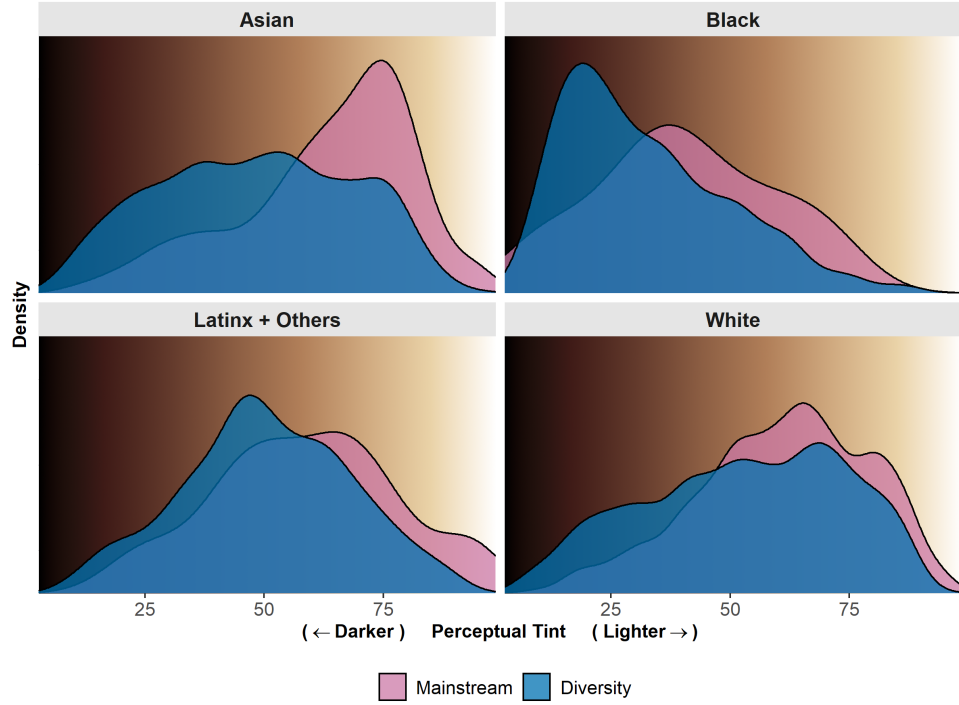 Asian
Black
Density
Latinx + Others
White
25 50 75
25 50 75
( ← Darker ) Perceptual Tint ( Lighter → )
Mainstream Diversity